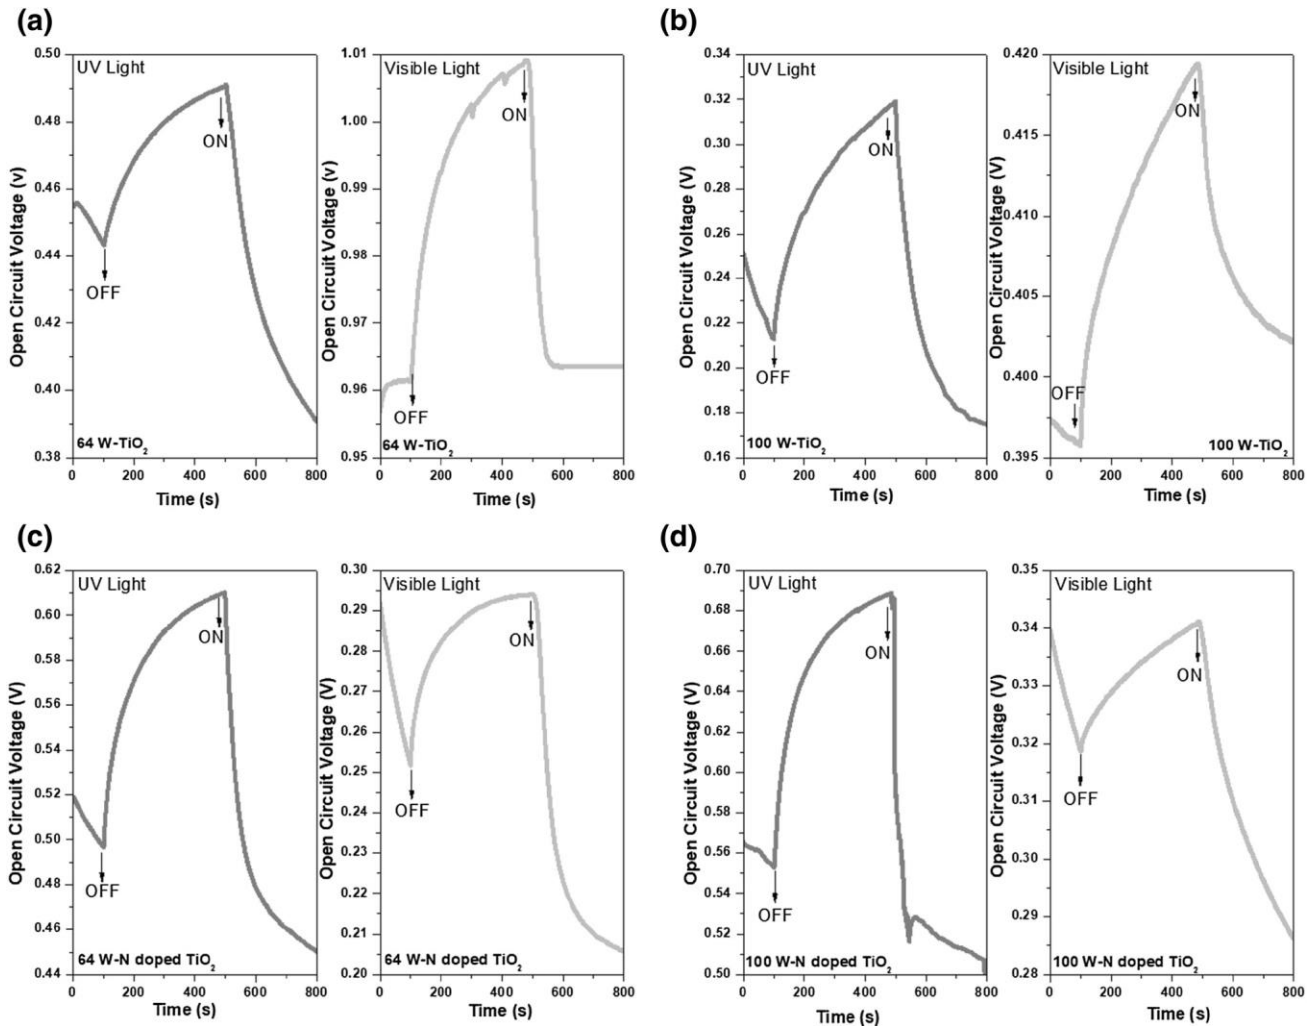 (a)
0.50
0.48
0.46
0.44
0.42
0.40
0.38
Open Circuit Voltage (v)
UV Light
ON
OFF
64 W-TiO2
0 200 400 600 800
Time (s)
1.01
1.00
0.99
0.98
0.97
0.96
0.95
Open Circuit Voltage (v)
Visible Light
ON
OFF
64 W-TiO2
0 200 400 600 800
Time (s)
(b)
0.34
0.32
0.30
0.28
0.26
0.24
0.22
0.20
0.18
0.16
Open Circuit Voltage (V)
UV Light
ON
OFF
100 W-TiO2
0 200 400 600 800
Time (s)
0.420
0.415
0.410
0.405
0.400
0.395
Open Circuit Voltage (V)
Visible Light
ON
OFF
100 W-TiO2
0 200 400 600 800
Time (s)
(c)
0.62
0.60
0.58
0.56
0.54
0.52
0.50
0.48
0.46
0.44
Open Circuit Voltage (V)
UV Light
ON
OFF
64 W-N doped TiO2
0 200 400 600 800
Time (s)
0.30
0.29
0.28
0.27
0.26
0.25
0.24
0.23
0.22
0.21
0.20
Open Circuit Voltage (V)
Visible Light
ON
OFF
64 W-N doped TiO2
0 200 400 600 800
Time (s)
(d)
0.70
0.68
0.66
0.64
0.62
0.60
0.58
0.56
0.54
0.52
0.50
Open Circuit Voltage (V)
UV Light
ON
OFF
100 W-N doped TiO2
0 200 400 600 800
Time (s)
0.35
0.34
0.33
0.32
0.31
0.30
0.29
0.28
Open Circuit Voltage (V)
Visible Light
ON
OFF
100 W-N doped TiO2
0 200 400 600 800
Time (s)